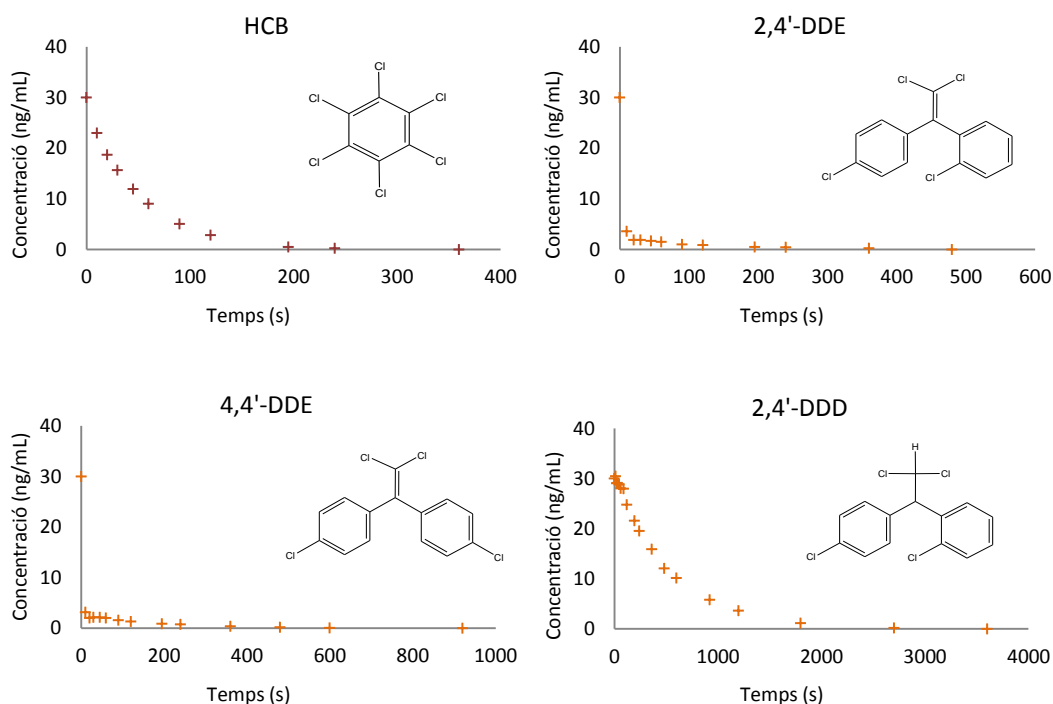 HCB
Concentració (ng/mL)
40
30
20
10
0
0 100 200 300 400
Temps (s)
Cl
Cl
Cl
Cl
Cl
Cl
2,4'-DDE
Concentració (ng/mL)
40
30
20
10
0
0 100 200 300 400 500 600
Temps (s)
Cl Cl
Cl Cl
4,4'-DDE
Concentració (ng/mL)
40
30
20
10
0
0 200 400 600 800 1000
Temps (s)
Cl Cl
Cl Cl
2,4'-DDD
Concentració (ng/mL)
40
30
20
10
0
0 1000 2000 3000 4000
Temps (s)
H
Cl Cl
Cl Cl